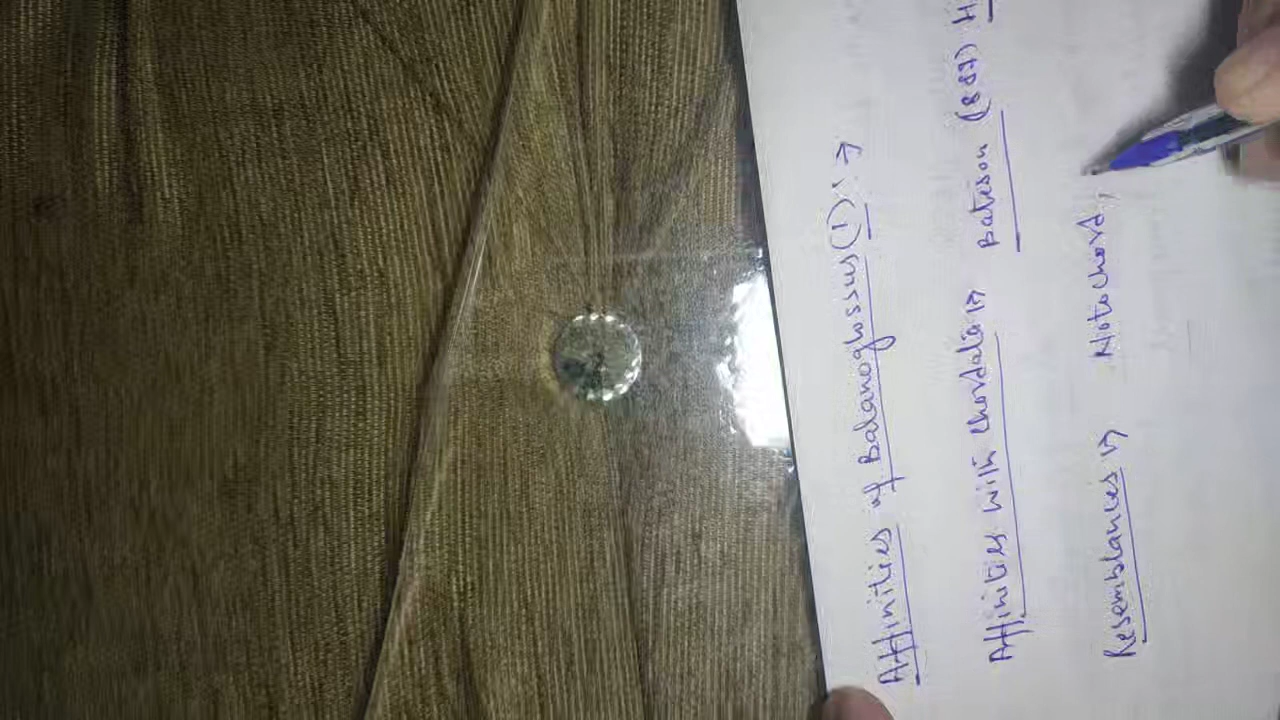 Affinities of Balanoglossus (1) : →
Affinities with chordata :→ Bateson (1887) H
Resemblances :→ Notochord,